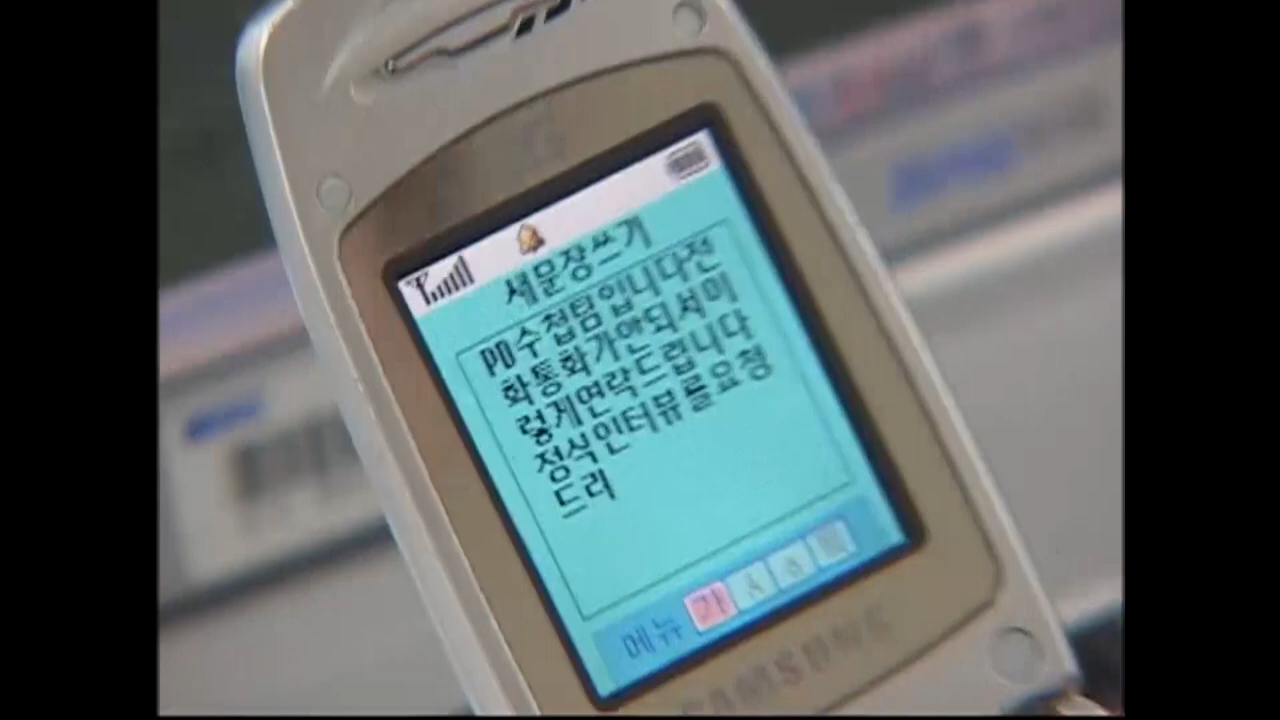 새문장쓰기
PD수첩팀입니다전
화통화가안되서이
렇게연락드립니다
정식인터뷰를요청
드리
메뉴
가
SAMSUNG